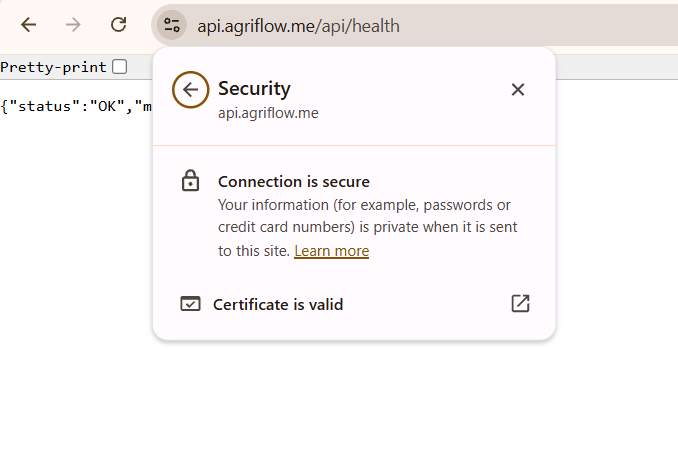 api.agriflow.me/api/health
Pretty-print
{"status":"OK","m
Security
api.agriflow.me
Connection is secure
Your information (for example, passwords or
credit card numbers) is private when it is sent
to this site. Learn more
Certificate is valid